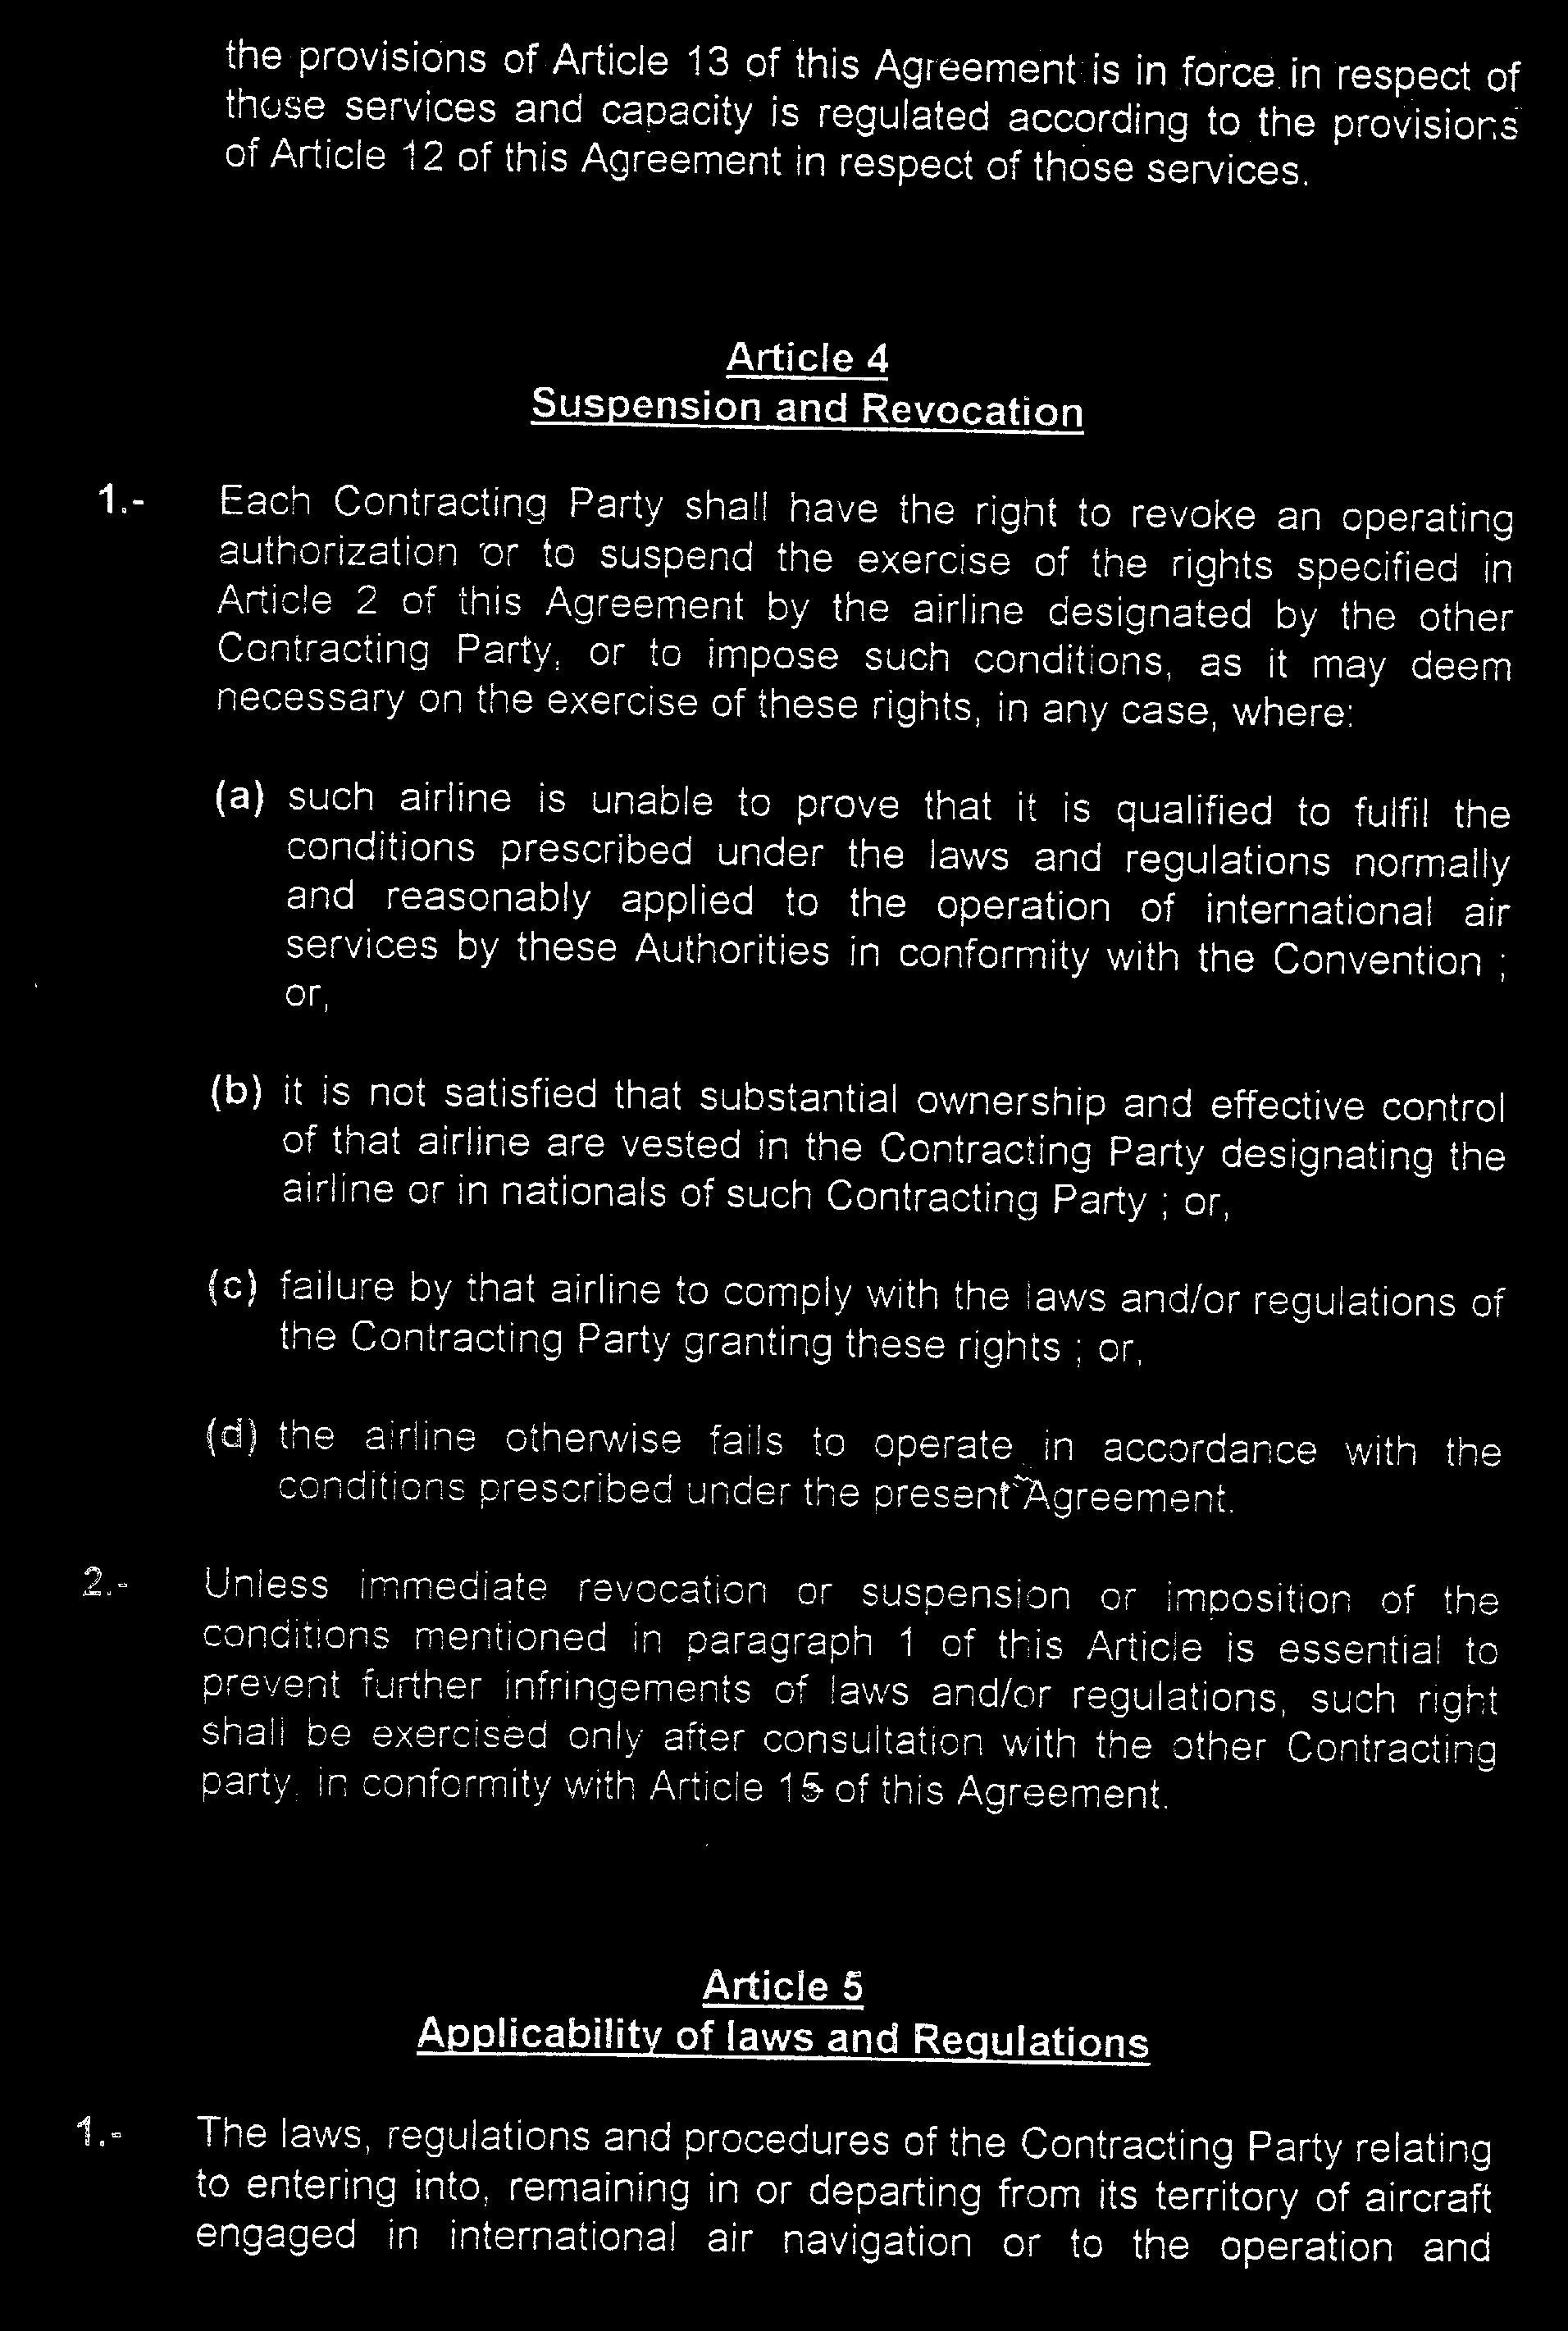 the provisions of Article 13 of this Agreement is in force in respect of
those services and capacity is regulated according to the provisions
of Article 12 of this Agreement in respect of those services.
Article 4
Suspension and Revocation
1.- Each Contracting Party shall have the right to revoke an operating
authorization or to suspend the exercise of the rights specified in
Article 2 of this Agreement by the airline designated by the other
Contracting Party, or to impose such conditions, as it may deem
necessary on the exercise of these rights, in any case, where:
(a) such airline is unable to prove that it is qualified to fulfil the
conditions prescribed under the laws and regulations normally
and reasonably applied to the operation of international air
services by these Authorities in conformity with the Convention ;
or,
(b) it is not satisfied that substantial ownership and effective control
of that airline are vested in the Contracting Party designating the
airline or in nationals of such Contracting Party ; or,
(c) failure by that airline to comply with the laws and/or regulations of
the Contracting Party granting these rights ; or,
(d) the airline otherwise fails to operate in accordance with the
conditions prescribed under the present Agreement.
2.- Unless immediate revocation or suspension or imposition of the
conditions mentioned in paragraph 1 of this Article is essential to
prevent further infringements of laws and/or regulations, such right
shall be exercised only after consultation with the other Contracting
party, in conformity with Article of this Agreement.
Article 5
Applicability of laws and Regulations
1.- The laws, regulations and procedures of the Contracting Party relating
to entering into, remaining in or departing from its territory of aircraft
engaged in international air navigation or to the operation and